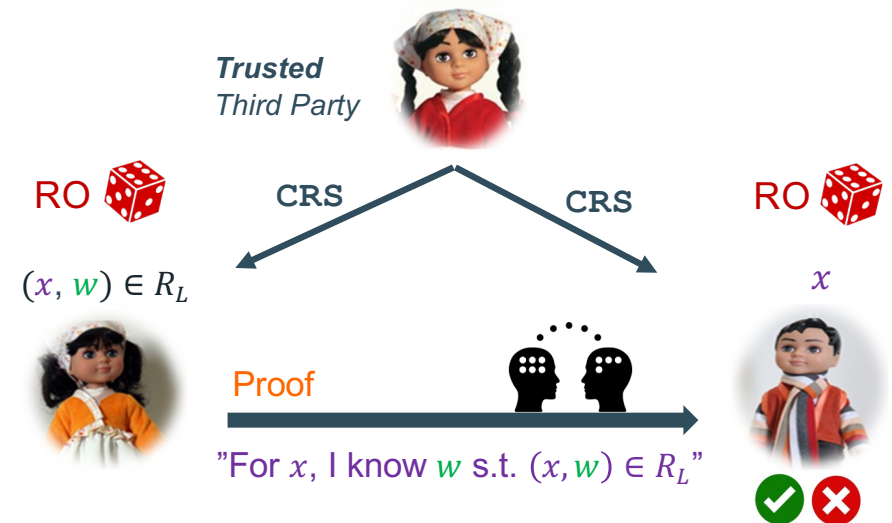 Trusted
Third Party
RO
CRS
CRS
RO
(x, w) ∈ R_L
x
Proof
”For x, I know w s.t. (x, w) ∈ R_L”